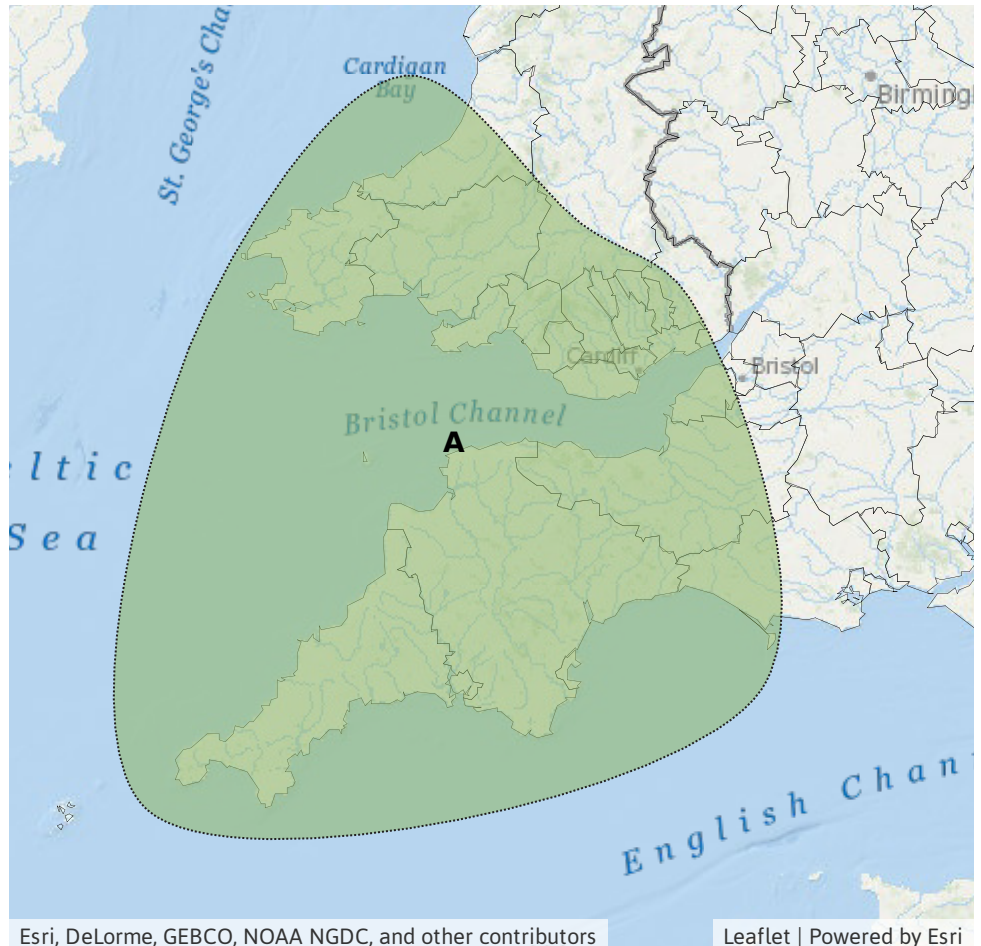 St. George's Cha
Cardigan
Bay
Birming
Cardiff
Bristol
Bristol Channel
A
ltic
Sea
English Chan
Esri, DeLorme, GEBCO, NOAA NGDC, and other contributors
Leaflet | Powered by Esri